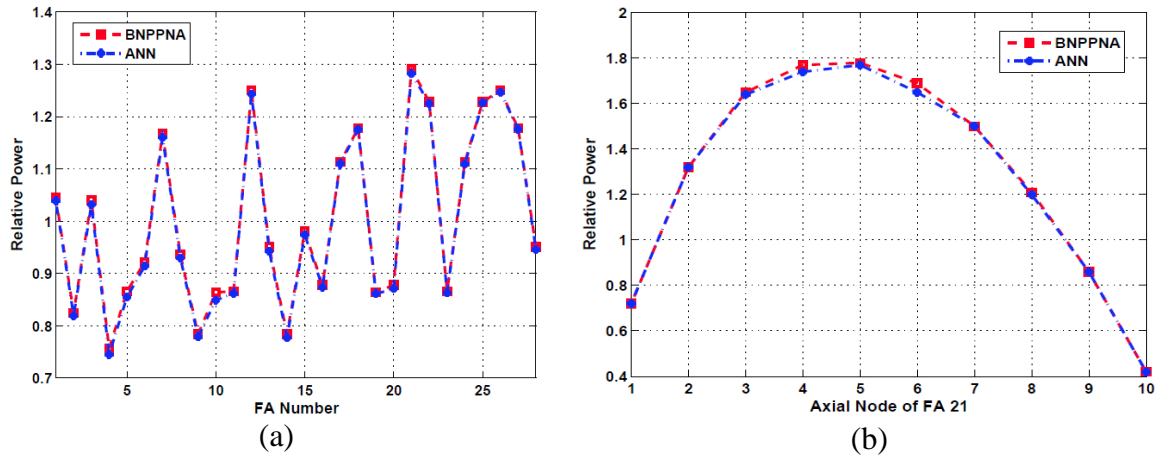 1.4
1.3
1.2
1.1
1
0.9
0.8
0.7
Relative Power
BNPPNA
ANN
5 10 15 20 25
FA Number
(a)
2
1.8
1.6
1.4
1.2
1
0.8
0.6
0.4
Relative Power
BNPPNA
ANN
1 2 3 4 5 6 7 8 9 10
Axial Node of FA 21
(b)